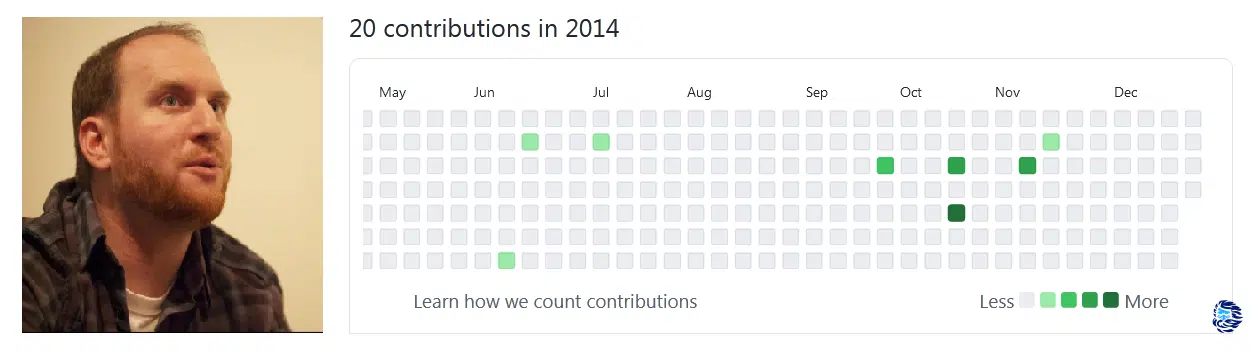 20 contributions in 2014
May Jun Jul Aug Sep Oct Nov Dec
Learn how we count contributions Less More